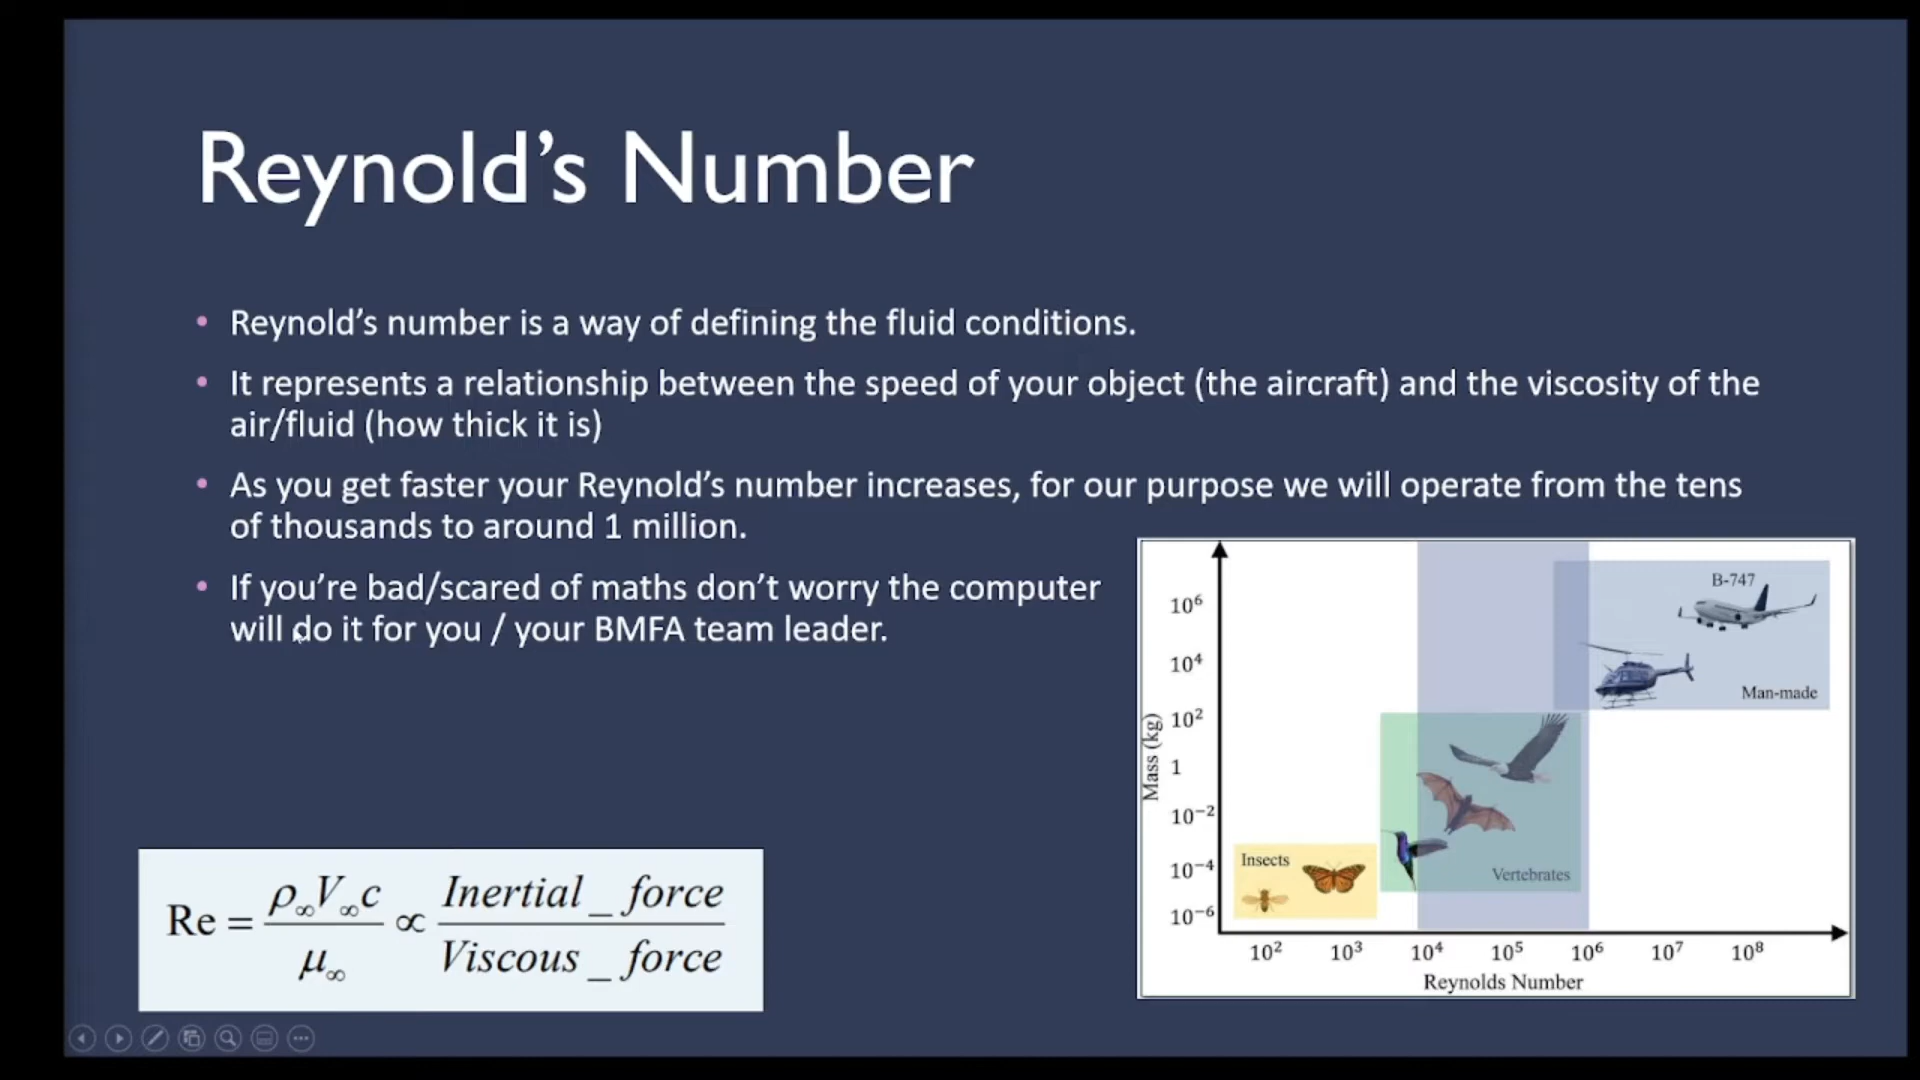 Reynold’s Number
• Reynold’s number is a way of defining the fluid conditions.
• It represents a relationship between the speed of your object (the aircraft) and the viscosity of the
air/fluid (how thick it is)
• As you get faster your Reynold’s number increases, for our purpose we will operate from the tens
of thousands to around 1 million.
• If you’re bad/scared of maths don’t worry the computer
will do it for you / your BMFA team leader.
Re = ρ∞V∞c / μ∞ ∝ Inertial _ force / Viscous _ force
Mass (kg)
10⁶
10⁴
10²
1
10⁻²
10⁻⁴
10⁻⁶
B-747
Man-made
Vertebrates
Insects
10² 10³ 10⁴ 10⁵ 10⁶ 10⁷ 10⁸
Reynolds Number